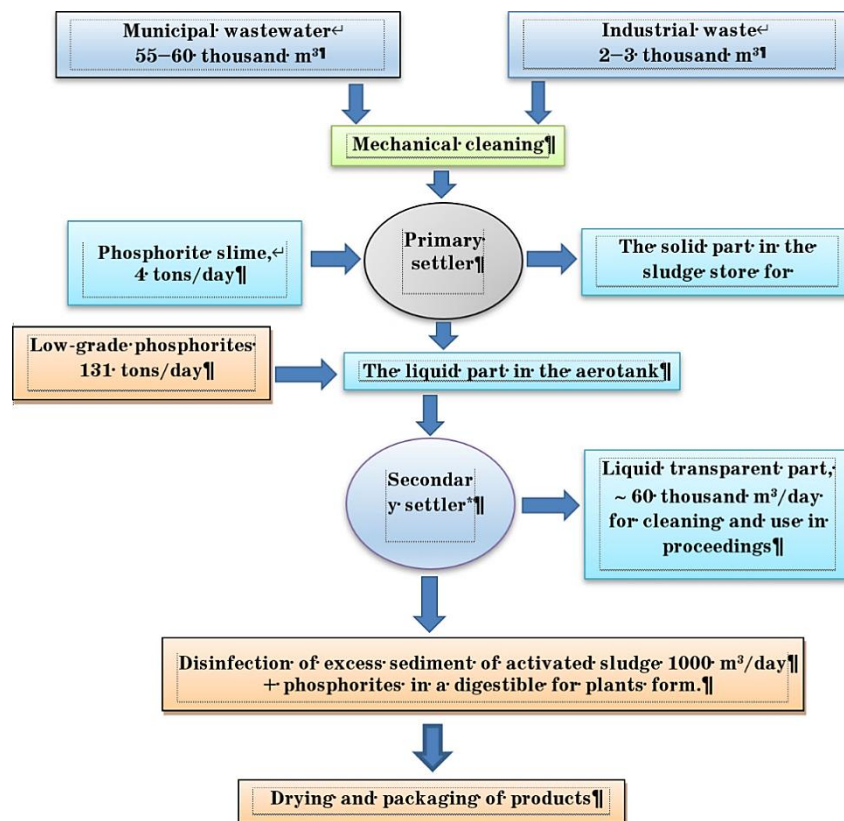 Municipal wastewater↵
55–60 thousand m³¶
Industrial waste↵
2–3 thousand m³¶
Mechanical cleaning¶
Phosphorite slime,↵
4 tons/day¶
Primary
settler¶
The solid part in the
sludge store for
Low-grade phosphorites
131 tons/day¶
The liquid part in the aerotank¶
Secondar
y settler*¶
Liquid transparent part,
~ 60 thousand m³/day
for cleaning and use in
proceedings¶
Disinfection of excess sediment of activated sludge 1000 m³/day¶
+ phosphorites in a digestible for plants form.¶
Drying and packaging of products¶